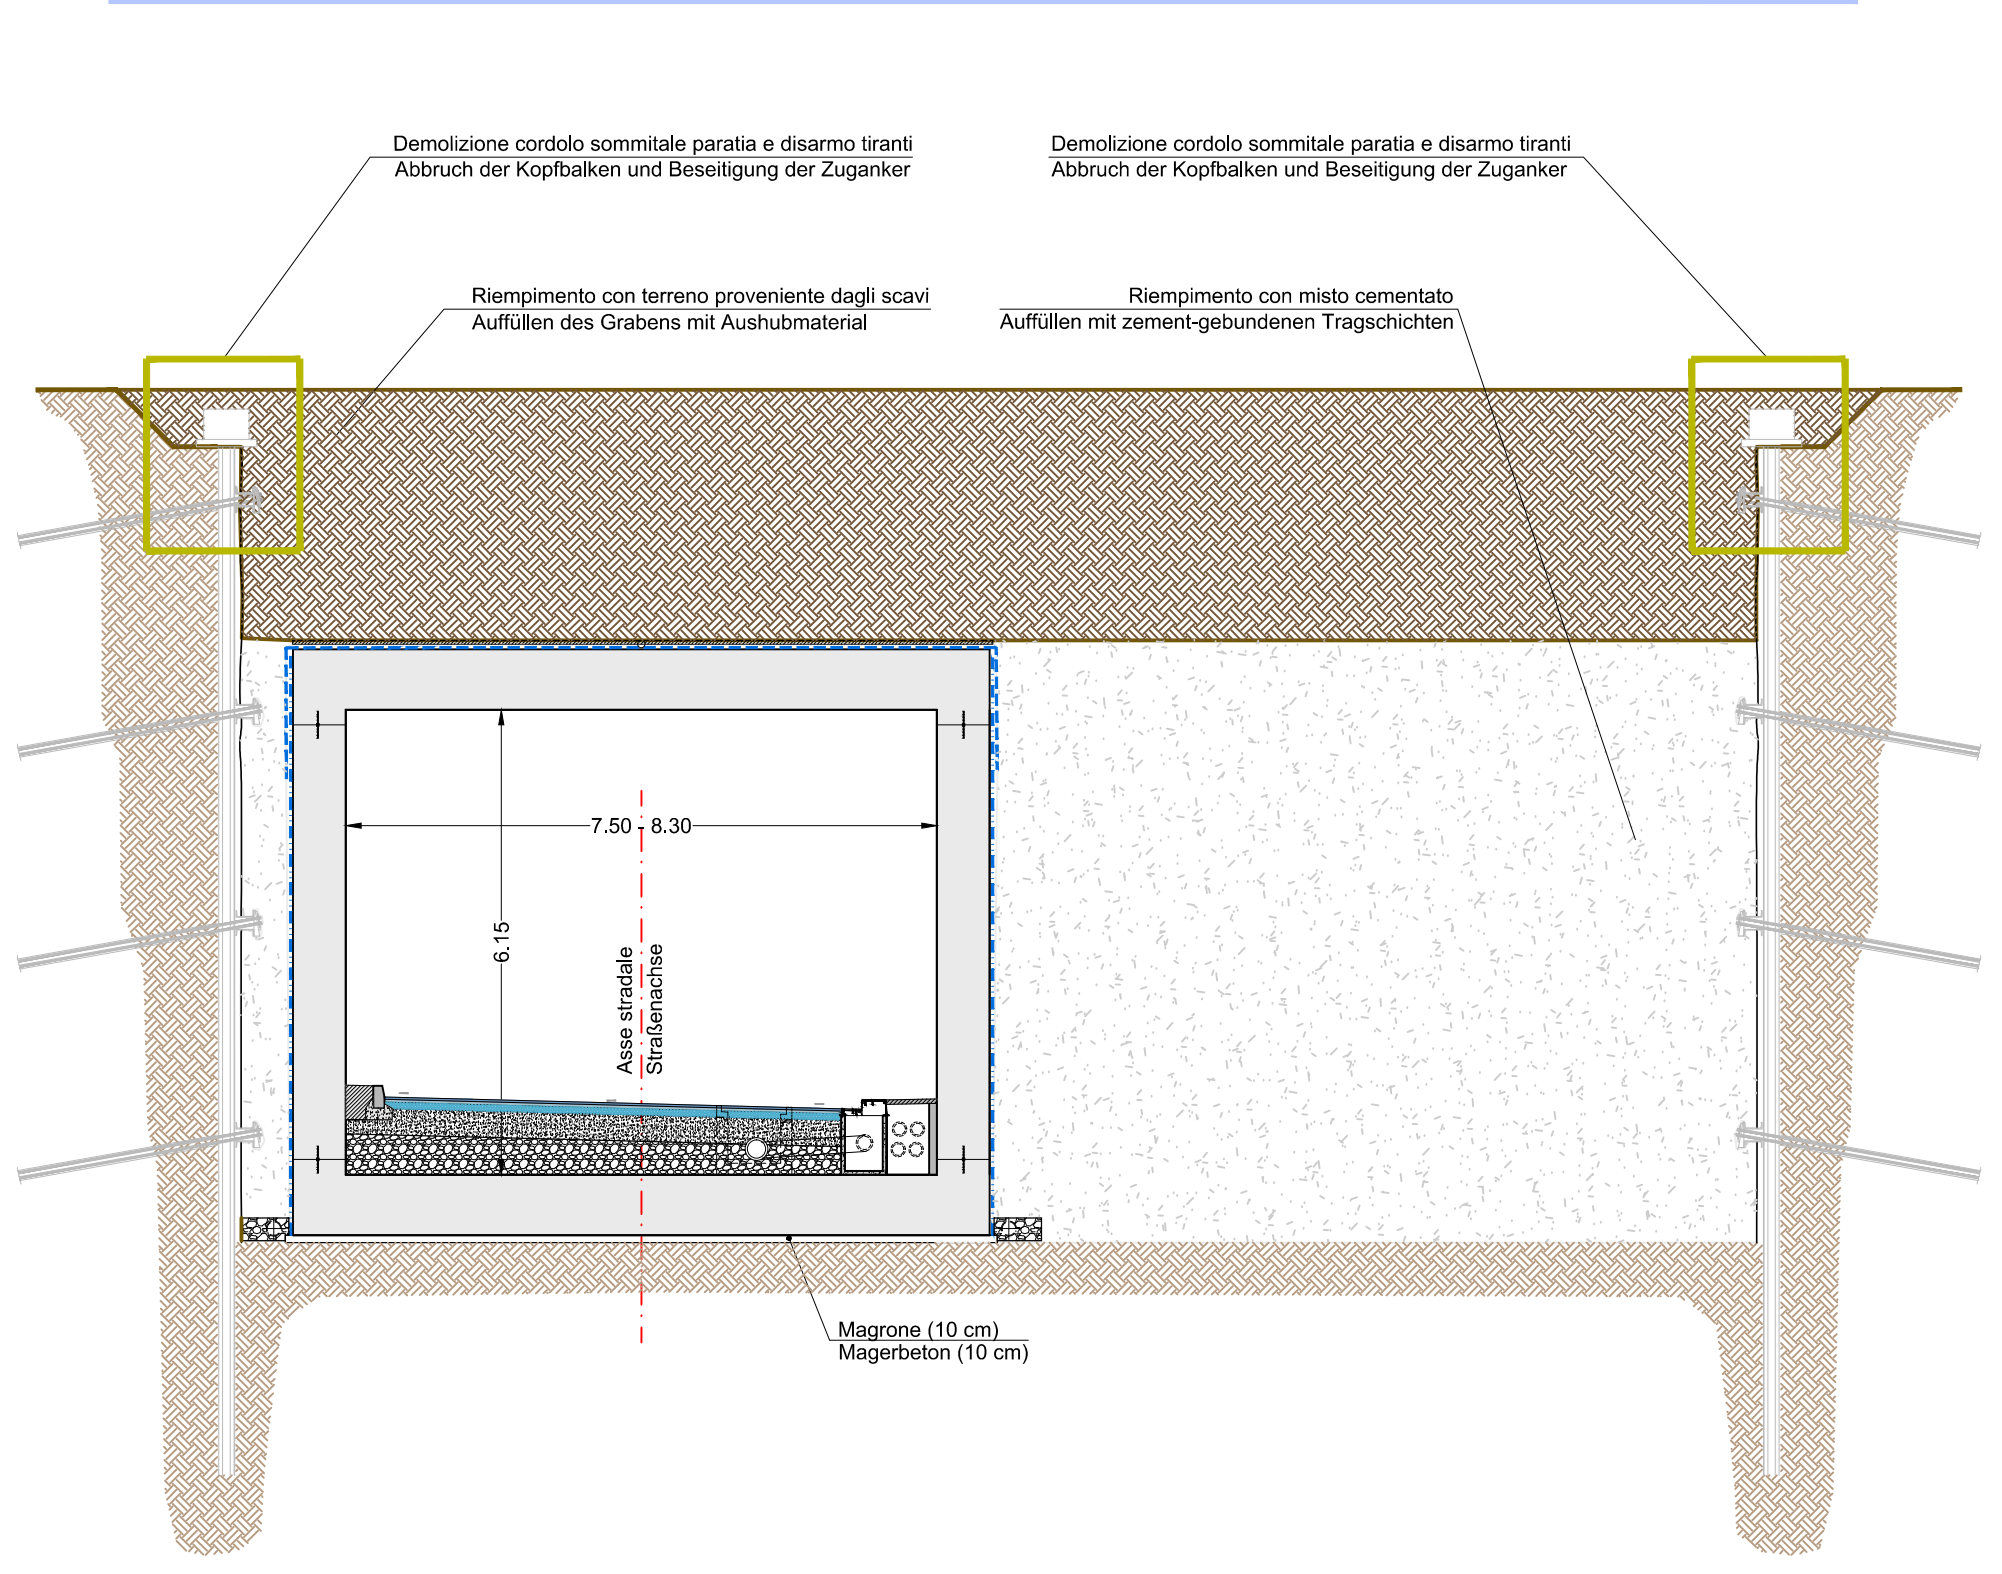 Demolizione cordolo sommitale paratia e disarmo tiranti
Abbruch der Kopfbalken und Beseitigung der Zuganker
Demolizione cordolo sommitale paratia e disarmo tiranti
Abbruch der Kopfbalken und Beseitigung der Zuganker
Riempimento con terreno proveniente dagli scavi
Auffüllen des Grabens mit Aushubmaterial
Riempimento con misto cementato
Auffüllen mit zement-gebundenen Tragschichten
7.50 - 8.30
6.15
Asse stradale
Straßenachse
Magrone (10 cm)
Magerbeton (10 cm)